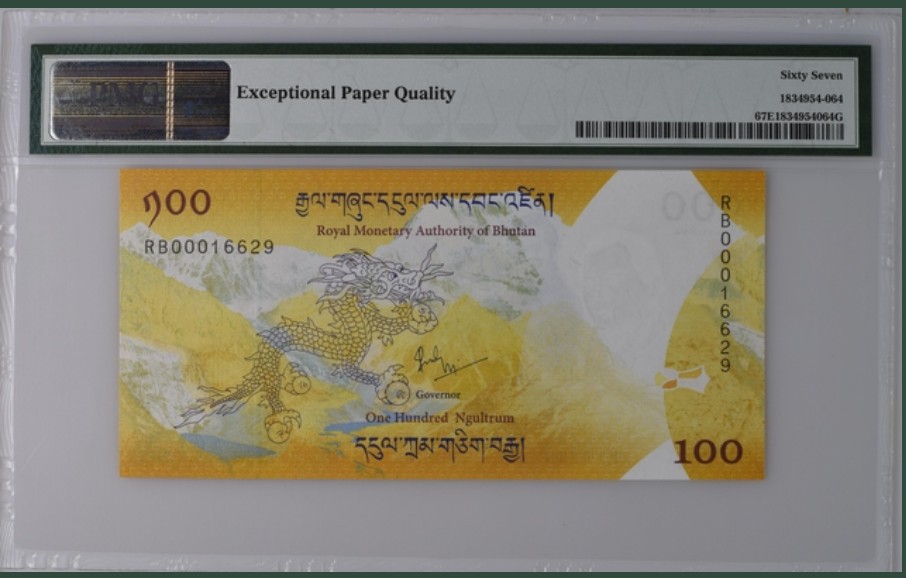 Exceptional Paper Quality
Sixty Seven
1834954-064
67E1834954064G
༡00
རྒྱལ་གཞུང་དངུལ་ལས་དབང་འཛིན།
Royal Monetary Authority of Bhutan
RB00016629
RB00016629
Governor
One Hundred Ngultrum
དངུལ་ཀྲམ་གཅིག་བརྒྱ།
100